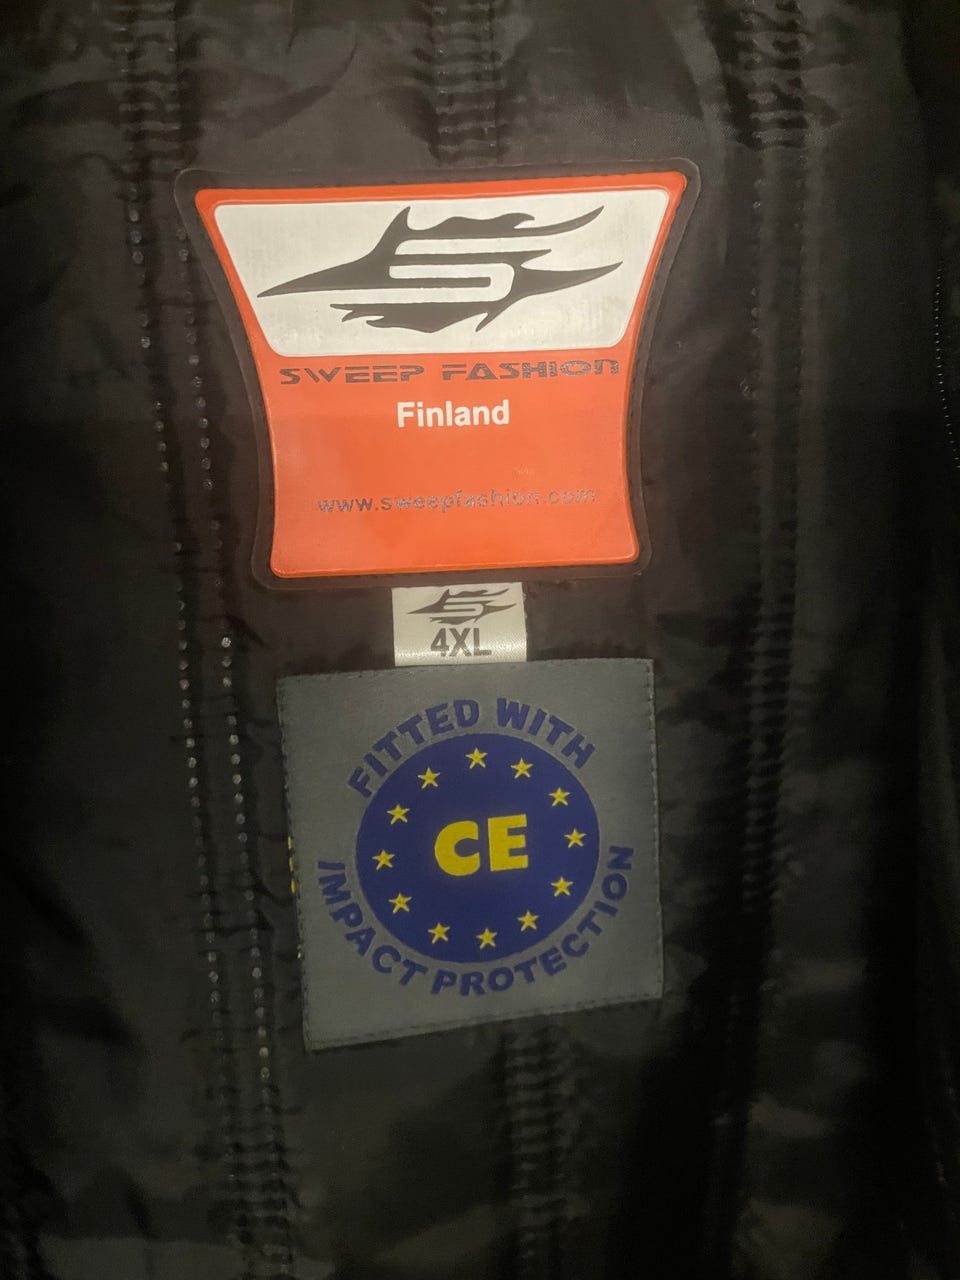 SWEEP FASHION
Finland
www.sweepfashion.com
4XL
FITTED WITH
CE
IMPACT PROTECTION